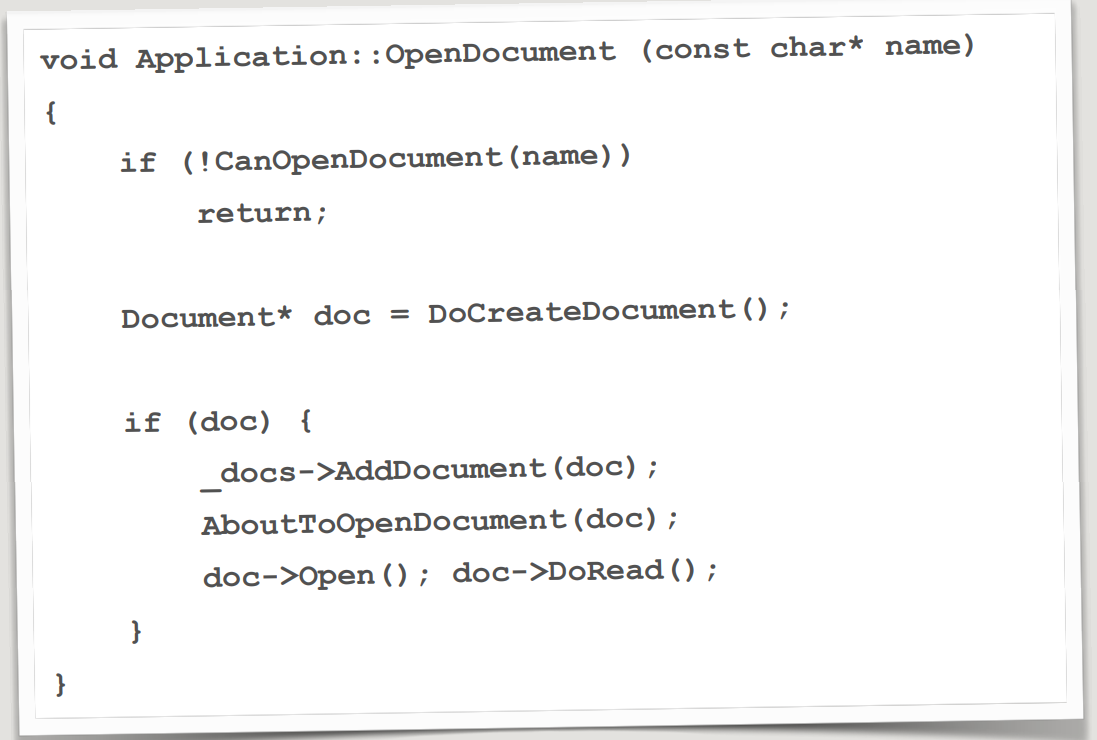 void Application::OpenDocument (const char* name)
{
if (!CanOpenDocument(name))
return;
Document* doc = DoCreateDocument();
if (doc) {
_docs->AddDocument(doc);
AboutToOpenDocument(doc);
doc->Open(); doc->DoRead();
}
}